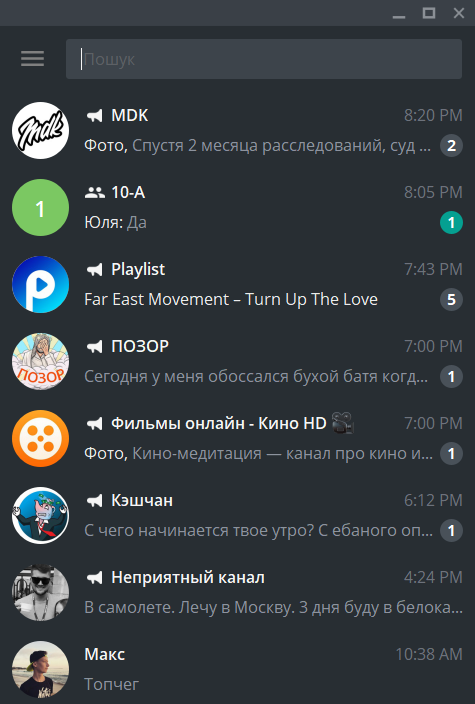 Пошук
MDK 8:20 PM
Фото, Спустя 2 месяца расследований, суд ... 2
1
10-А 8:05 PM
Юля: Да 1
Playlist 7:43 PM
Far East Movement – Turn Up The Love 5
ПОЗОР 7:00 PM
ПОЗОР
Сегодня у меня обоссался бухой батя когд... 1
Фильмы онлайн - Кино HD 7:00 PM
Фото, Кино-медитация — канал про кино и... 1
Кэшчан 6:12 PM
С чего начинается твое утро? С ебаного оп... 1
Неприятный канал 4:24 PM
В самолете. Лечу в Москву. 3 дня буду в белока...
Макс 10:38 AM
Топчег